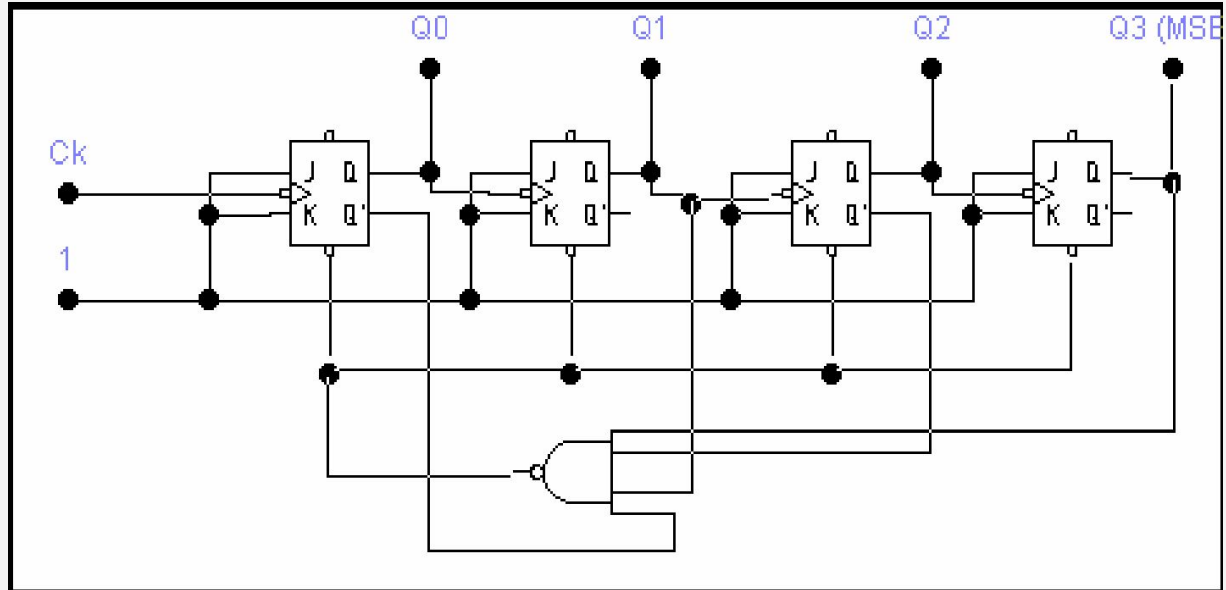 Q0 Q1 Q2 Q3 (MSB
Ck
J Q J Q J Q J Q
K Q' K Q' K Q' K Q'
1